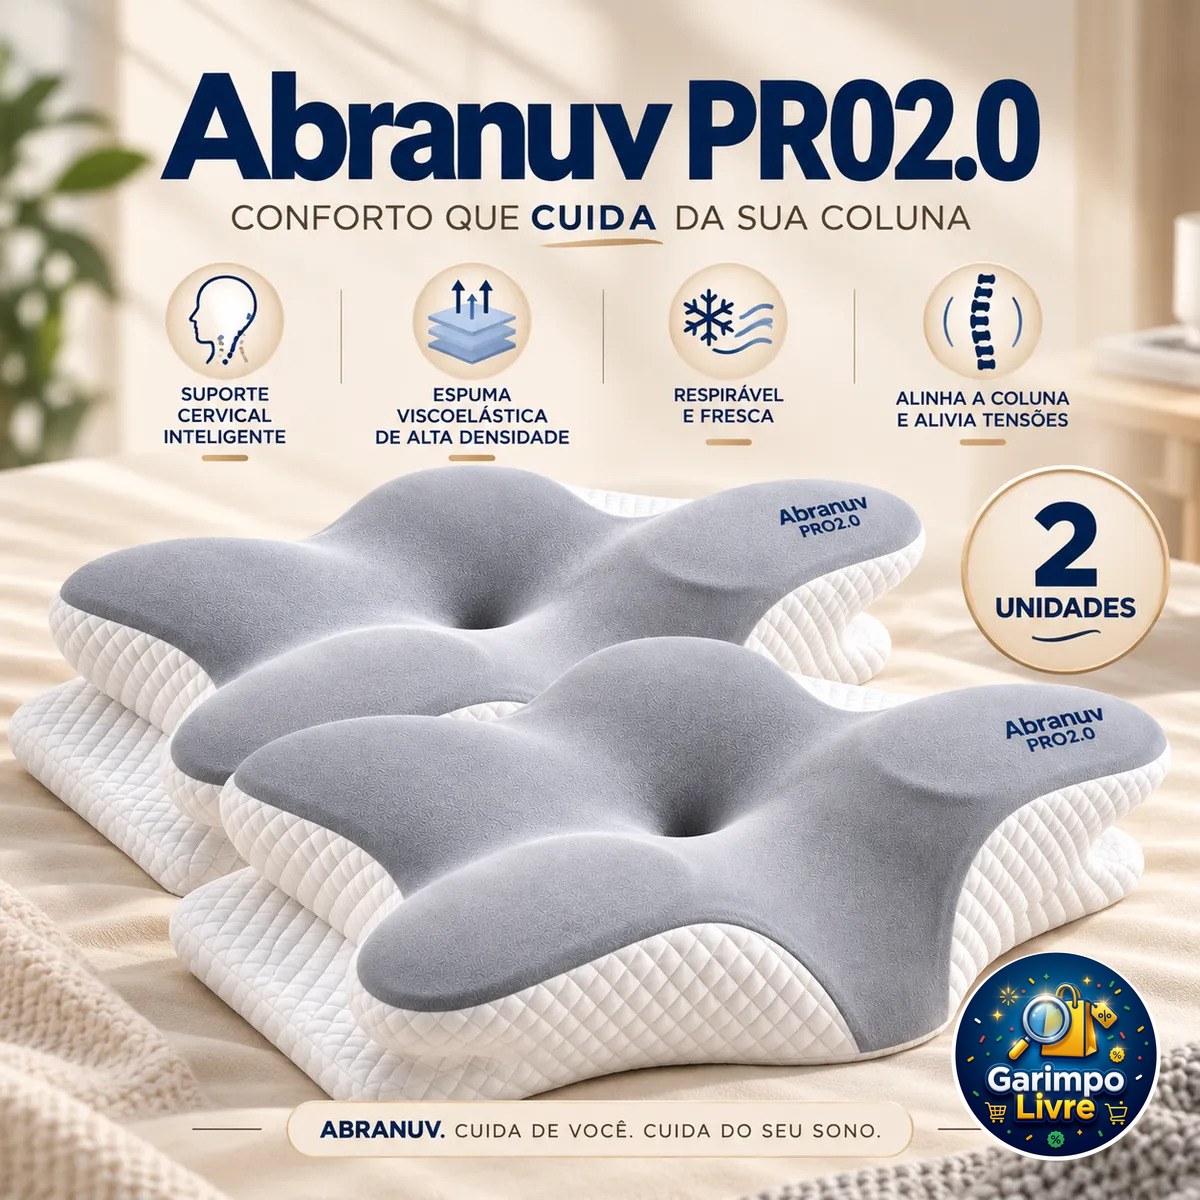 Abranuv PRO2.0
CONFORTO QUE CUIDA DA SUA COLUNA
SUPORTE
CERVICAL
INTELIGENTE
ESPUMA
VISCOELÁSTICA
DE ALTA DENSIDADE
RESPIRÁVEL
E FRESCA
ALINHA A COLUNA
E ALIVIA TENSÕES
Abranuv
PRO2.0
2
UNIDADES
Abranuv
PRO2.0
%
%
Garimpo
Livre
%
ABRANUV. CUIDA DE VOCÊ. CUIDA DO SEU SONO.